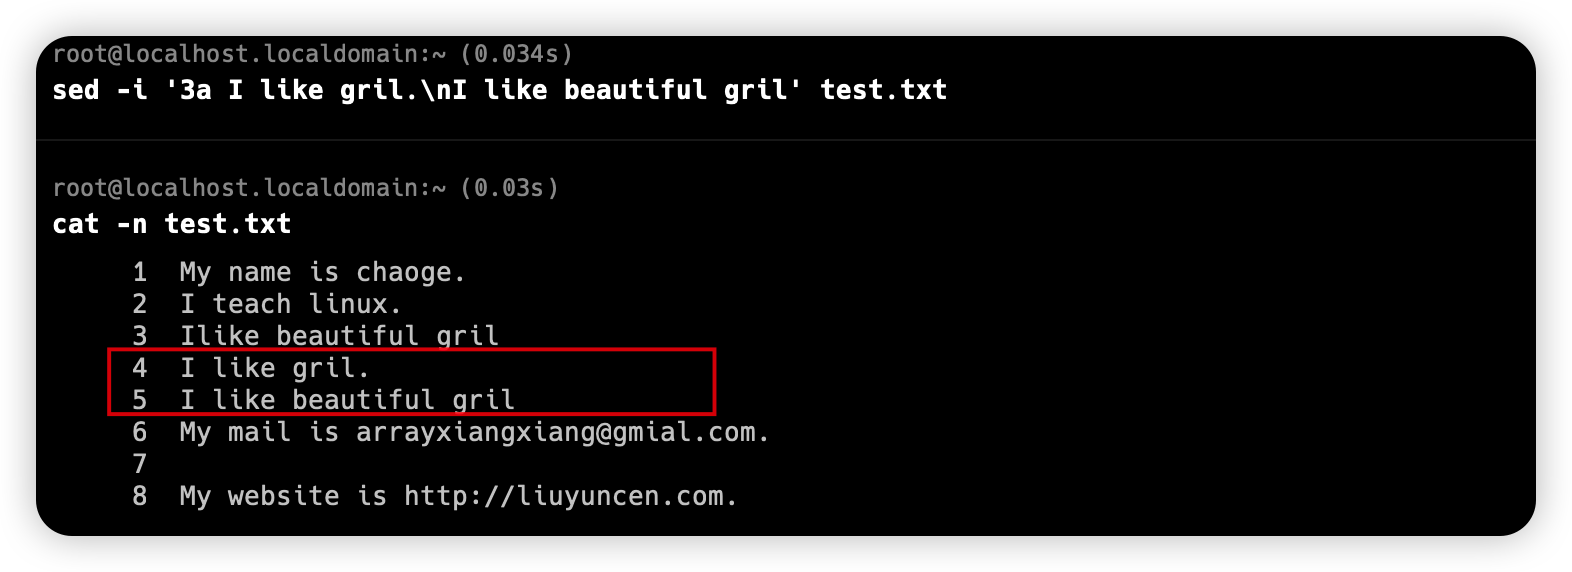 root@localhost.localdomain:~ (0.034s)
sed -i '3a I like gril.\nI like beautiful gril' test.txt
root@localhost.localdomain:~ (0.03s)
cat -n test.txt
1 My name is chaoge.
2 I teach linux.
3 Ilike beautiful gril
4 I like gril.
5 I like beautiful gril
6 My mail is arrayxiangxiang@gmial.com.
7
8 My website is http://liuyuncen.com.